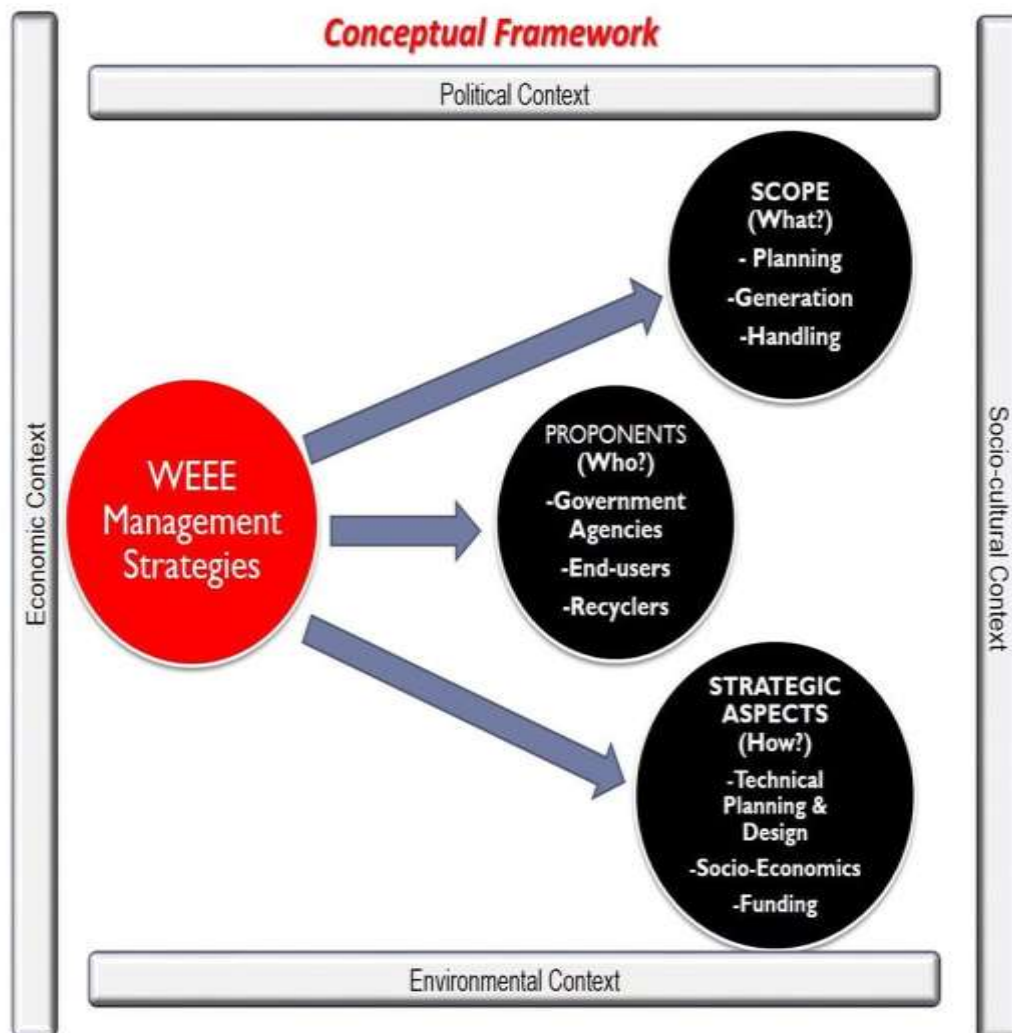 Conceptual Framework
Political Context
Economic Context
SCOPE
(What?)
- Planning
-Generation
-Handling
WEEE
Management
Strategies
PROPONENTS
(Who?)
-Government
Agencies
-End-users
-Recyclers
STRATEGIC
ASPECTS
(How?)
-Technical
Planning &
Design
-Socio-Economics
-Funding
Socio-cultural Context
Environmental Context